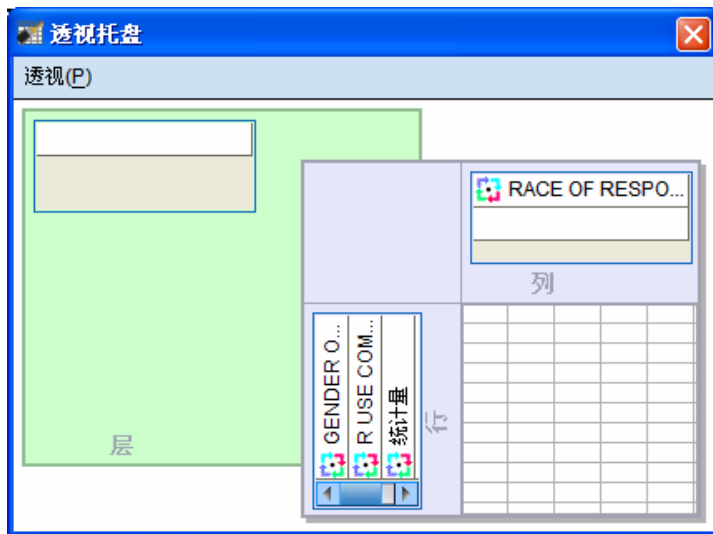 透视托盘
透视(P)
RACE OF RESPO...
列
GENDER O...
R USE COM...
统计量
行
层